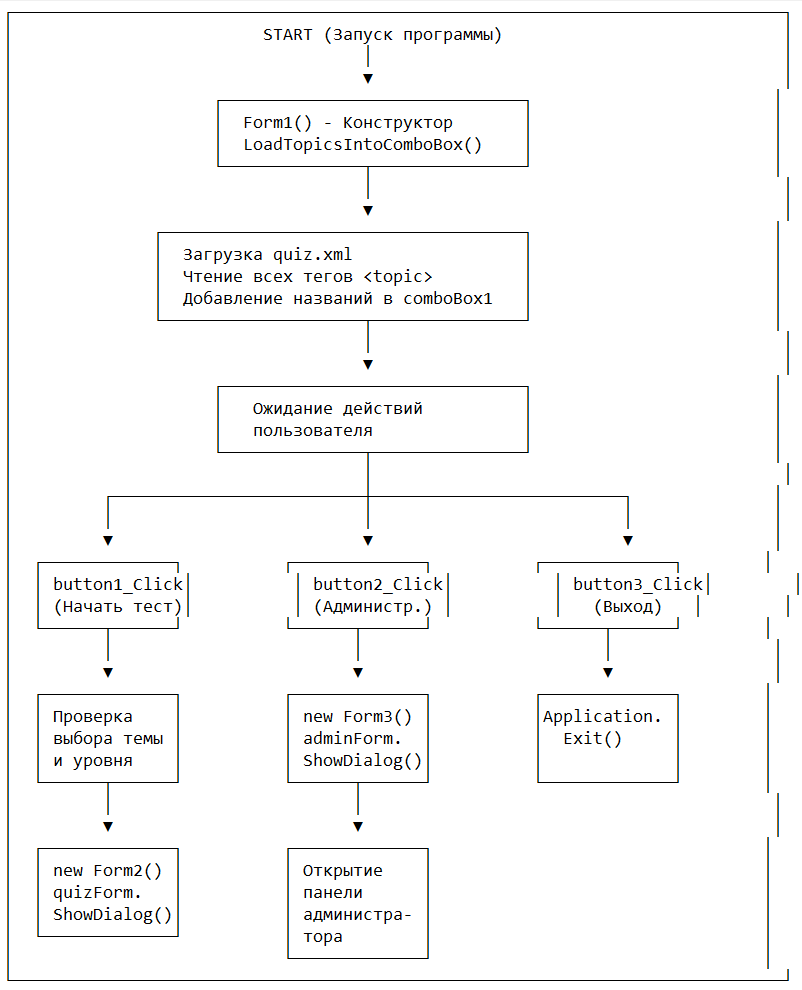 START (Запуск программы)
Form1() - Конструктор
LoadTopicsIntoComboBox()
Загрузка quiz.xml
Чтение всех тегов <topic>
Добавление названий в comboBox1
Ожидание действий
пользователя
button1_Click
(Начать тест)
button2_Click
(Администр.)
button3_Click
(Выход)
Проверка
выбора темы
и уровня
new Form3()
adminForm.
ShowDialog()
Application.
Exit()
new Form2()
quizForm.
ShowDialog()
Открытие
панели
администра-
тора